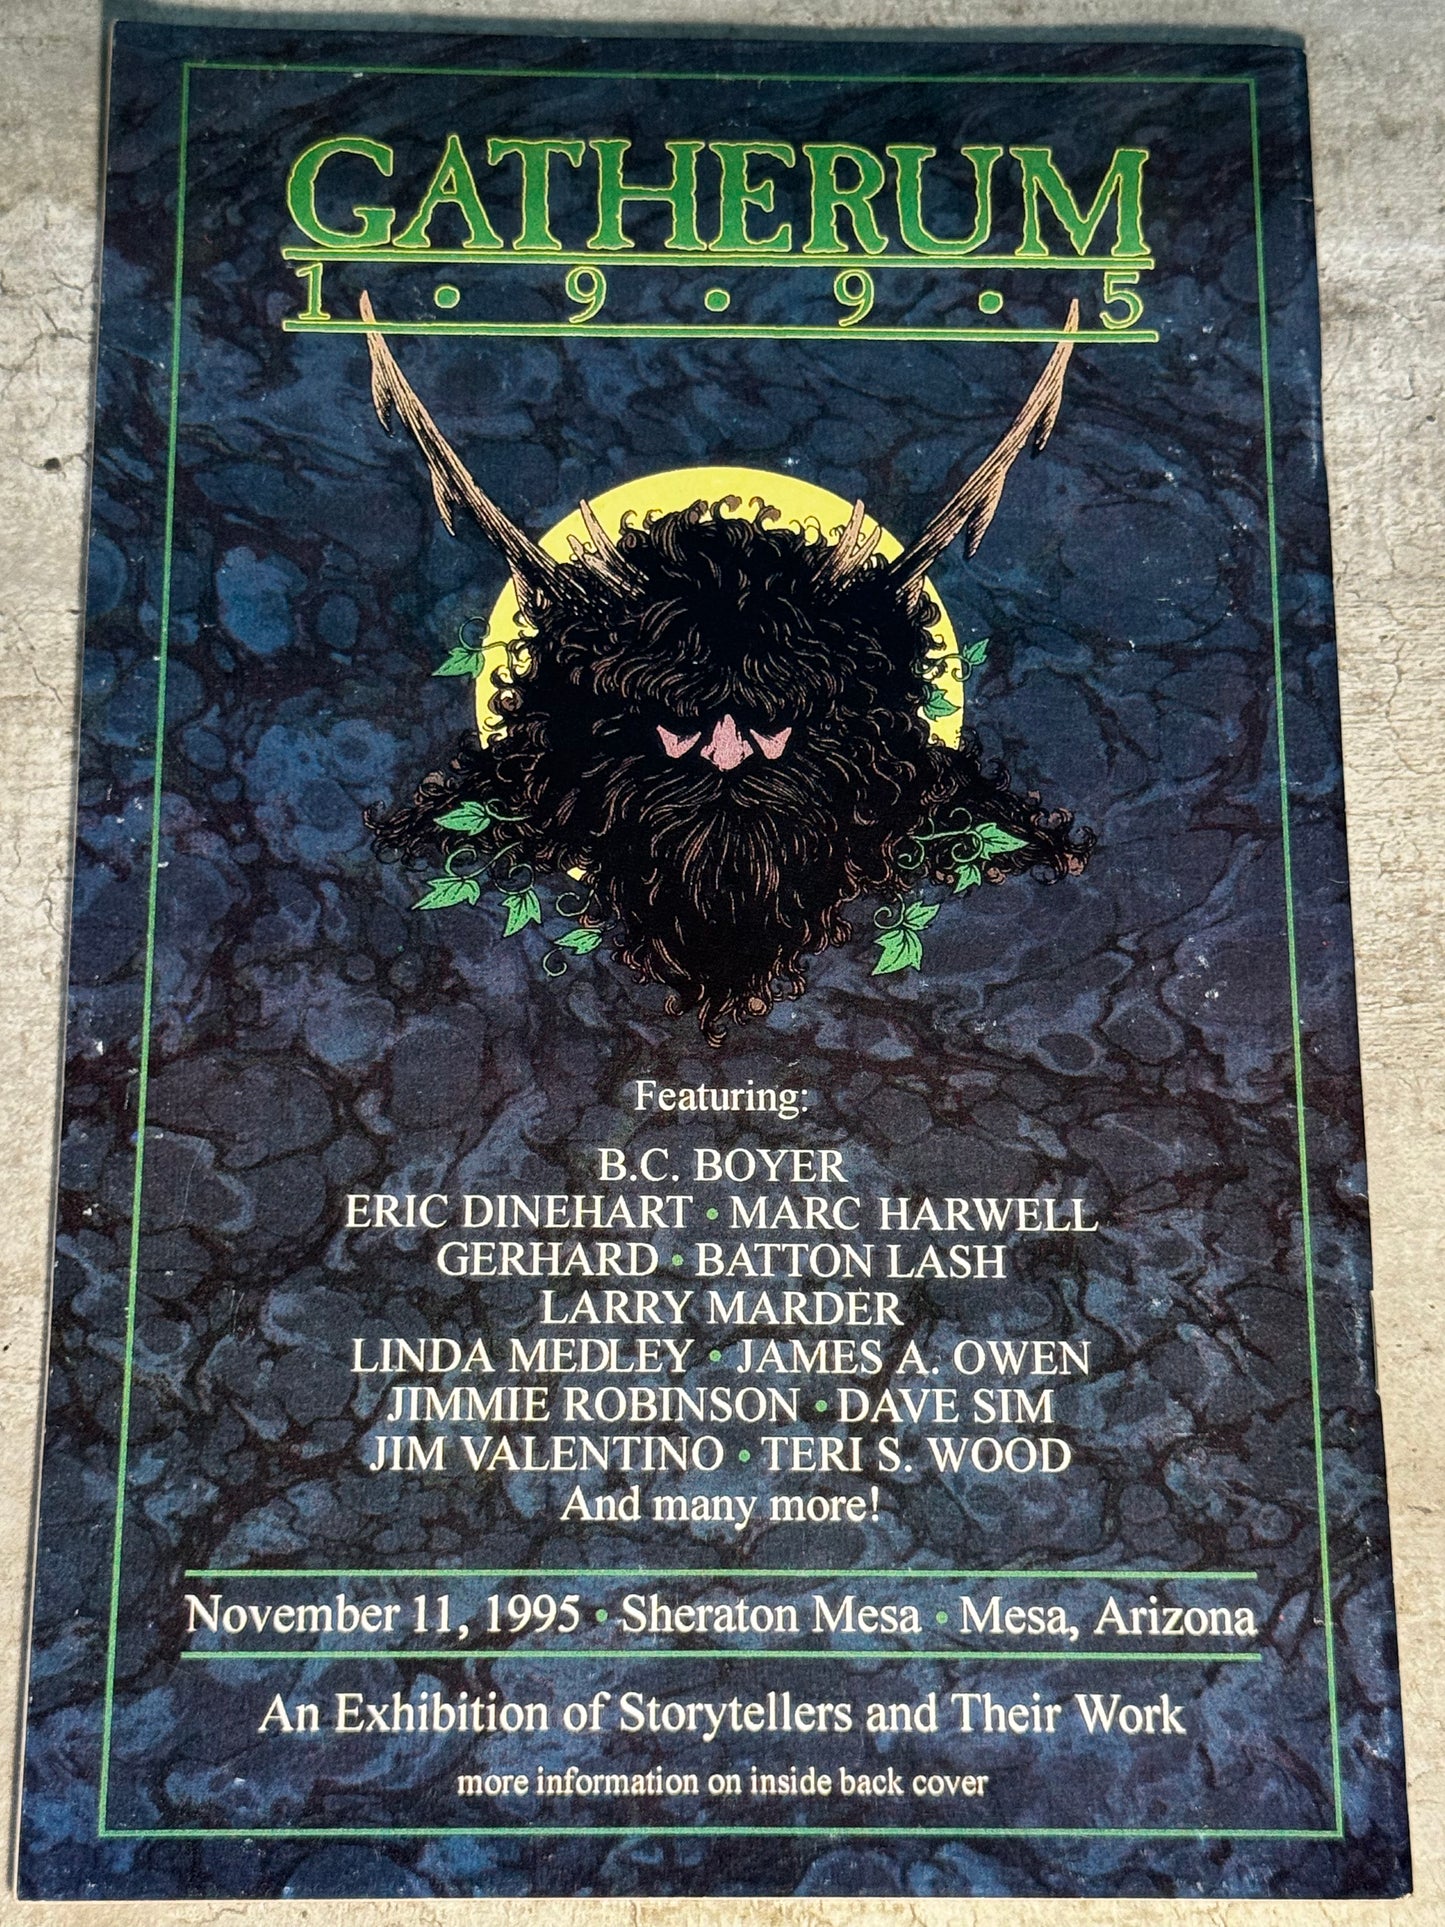 GATHERUM
1 • 9 • 9 • 5
Featuring:
B.C. BOYER
ERIC DINEHART • MARC HARWELL
GERHARD • BATTON LASH
LARRY MARDER
LINDA MEDLEY • JAMES A. OWEN
JIMMIE ROBINSON • DAVE SIM
JIM VALENTINO • TERI S. WOOD
And many more!
November 11, 1995 • Sheraton Mesa • Mesa, Arizona
An Exhibition of Storytellers and Their Work
more information on inside back cover